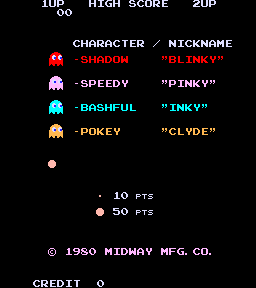 1UP HIGH SCORE 2UP
00
CHARACTER / NICKNAME
-SHADOW "BLINKY"
-SPEEDY "PINKY"
-BASHFUL "INKY"
-POKEY "CLYDE"
10 PTS
50 PTS
© 1980 MIDWAY MFG. CO.
CREDIT 0